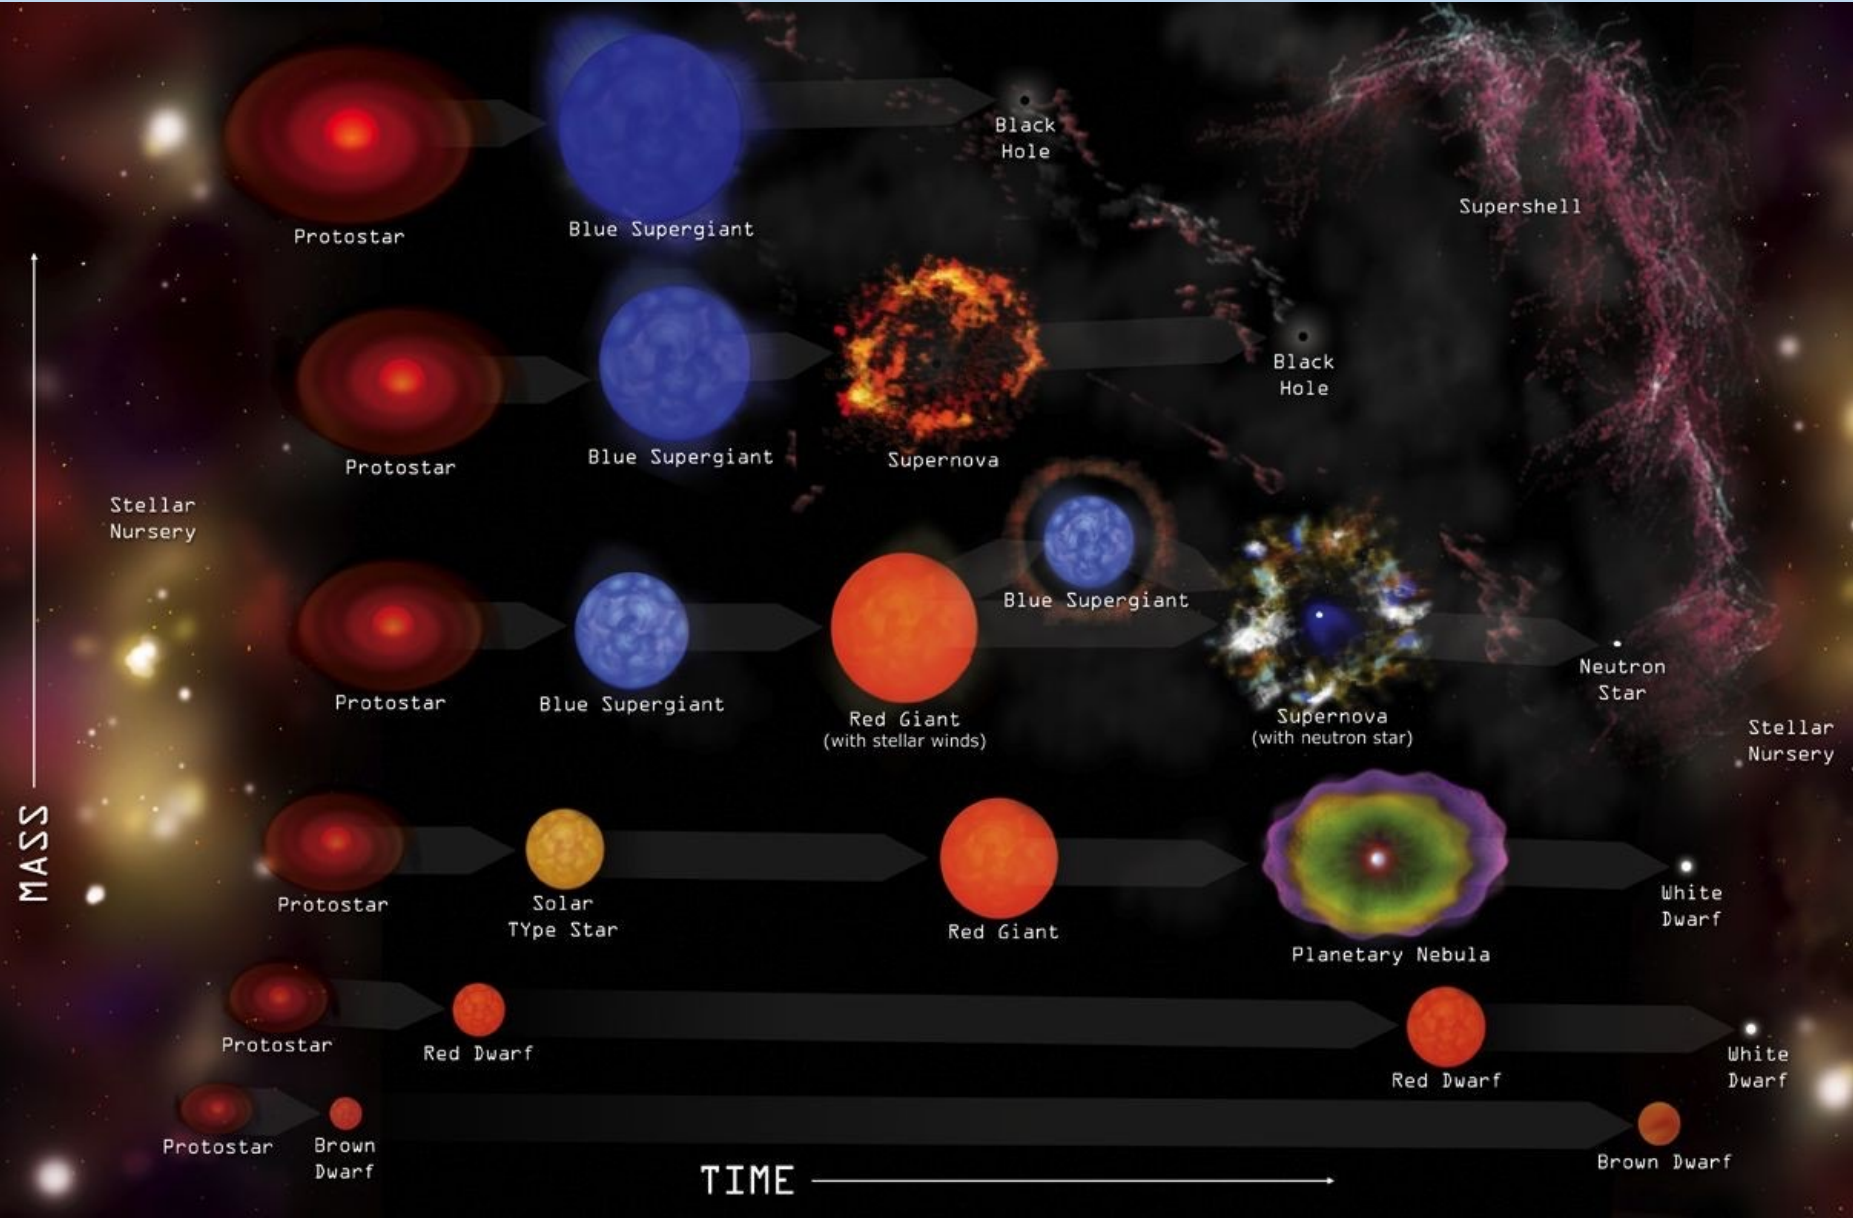 Black
Hole
Supershell
Blue Supergiant
Protostar
Black
Hole
Blue Supergiant
Supernova
Protostar
Stellar
Nursery
Blue Supergiant
Neutron
Star
Protostar
Blue Supergiant
Red Giant
(with stellar winds)
Supernova
(with neutron star)
Stellar
Nursery
MASS
Protostar
Solar
TYpe Star
Red Giant
White
Dwarf
Planetary Nebula
Protostar
Red Dwarf
Red Dwarf
White
Dwarf
Protostar
Brown
Dwarf
Brown Dwarf
TIME